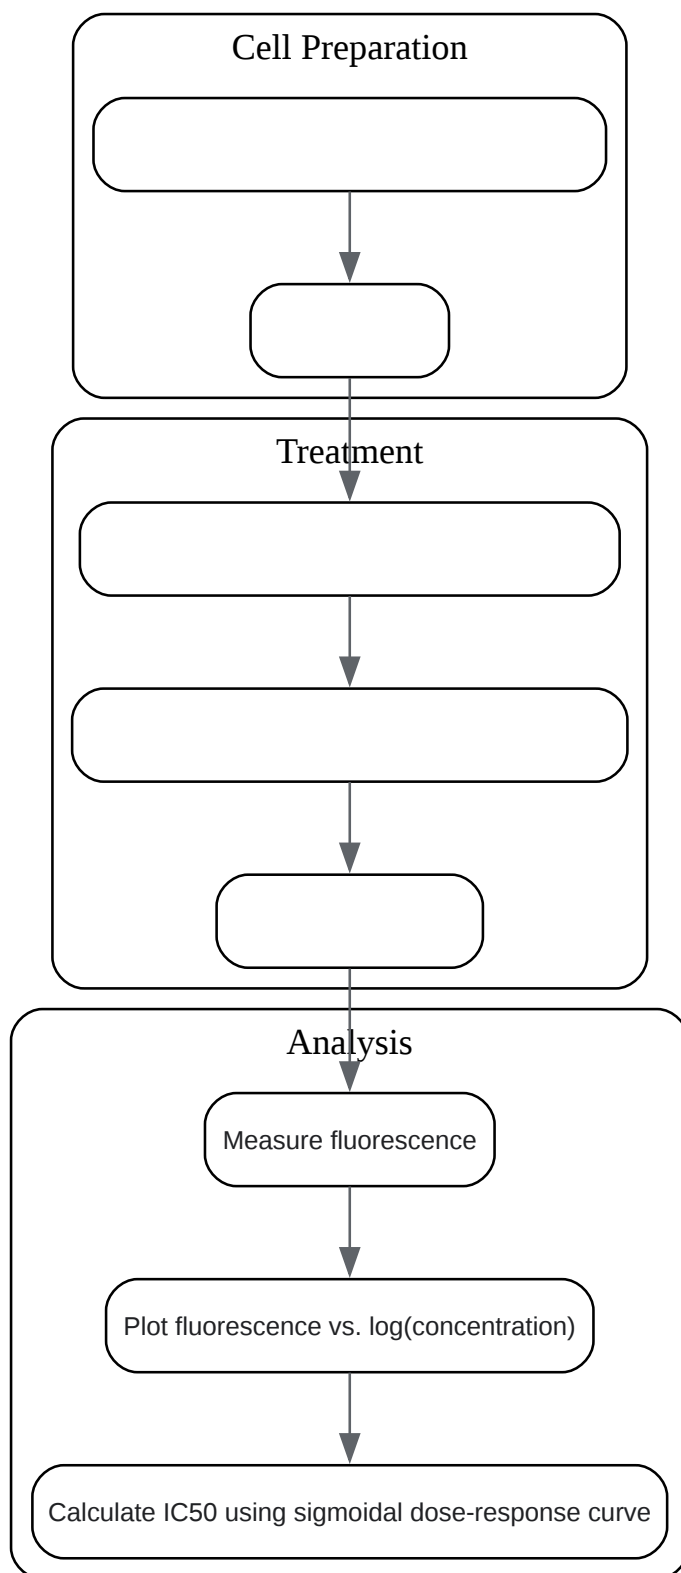 Cell Preparation
Treatment
Analysis
Measure fluorescence
Plot fluorescence vs. log(concentration)
Calculate IC50 using sigmoidal dose-response curve